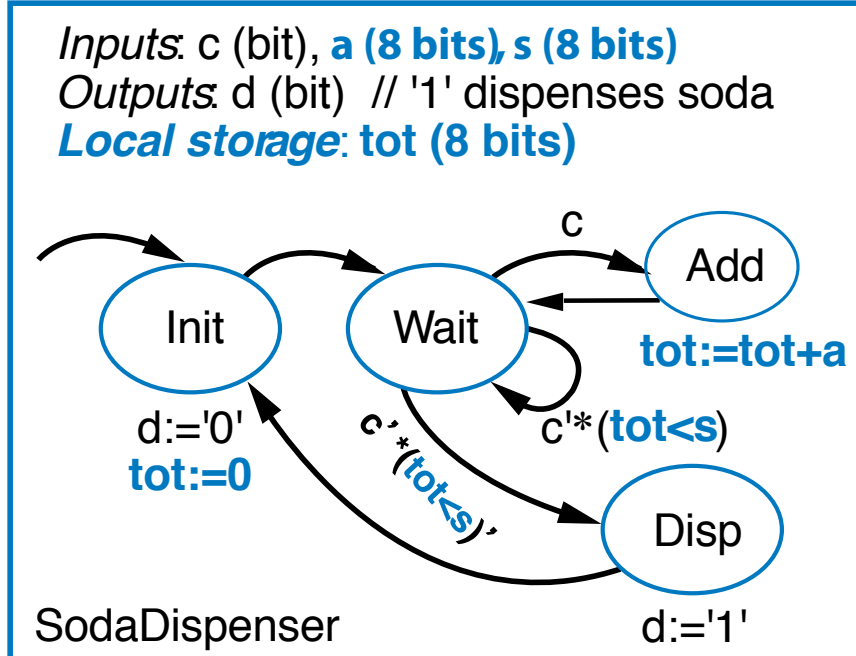 Inputs: c (bit), a (8 bits), s (8 bits)
Outputs: d (bit) // '1' dispenses soda
Local storage: tot (8 bits)
c
Add
Init
Wait
tot:=tot+a
d:='0'
tot:=0
c'*(tot<s)
c'*(tot<s)'
Disp
SodaDispenser
d:='1'